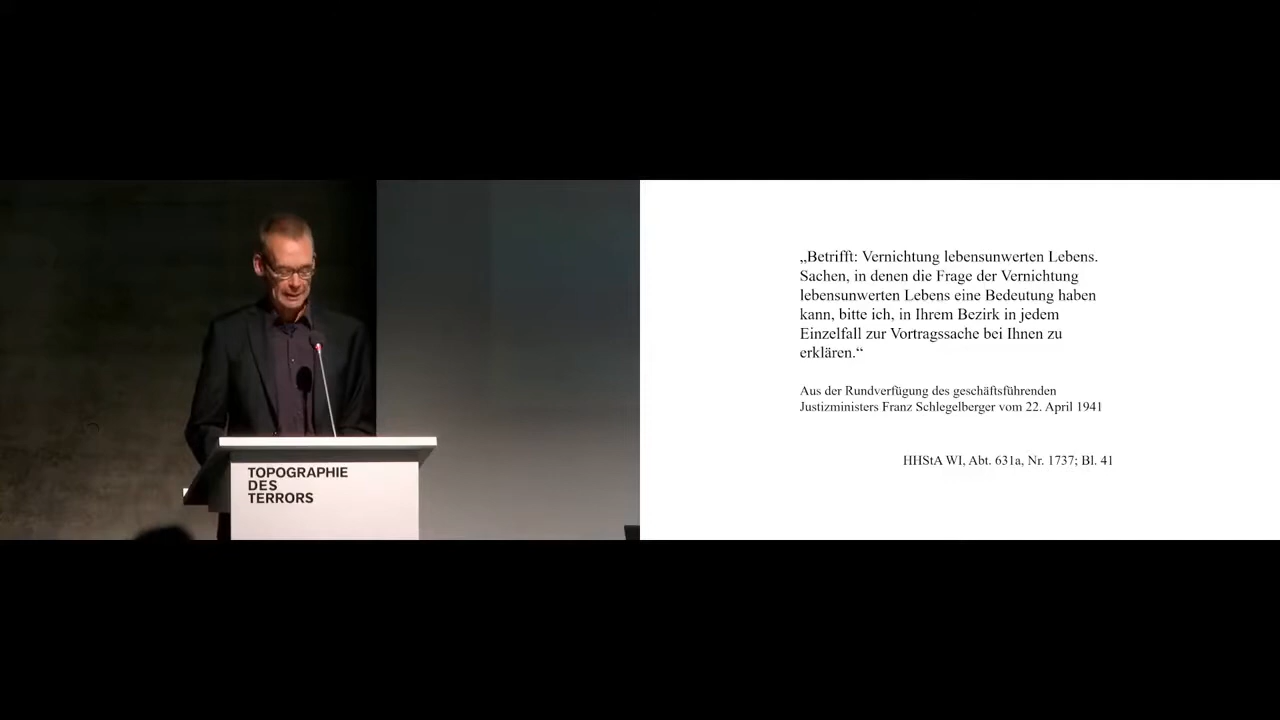 TOPOGRAPHIE
DES
TERRORS
„Betrifft: Vernichtung lebensunwerten Lebens.
Sachen, in denen die Frage der Vernichtung
lebensunwerten Lebens eine Bedeutung haben
kann, bitte ich, in Ihrem Bezirk in jedem
Einzelfall zur Vortragssache bei Ihnen zu
erklären.“
Aus der Rundverfügung des geschäftsführenden
Justizministers Franz Schlegelberger vom 22. April 1941
HHStA WI, Abt. 631a, Nr. 1737; Bl. 41